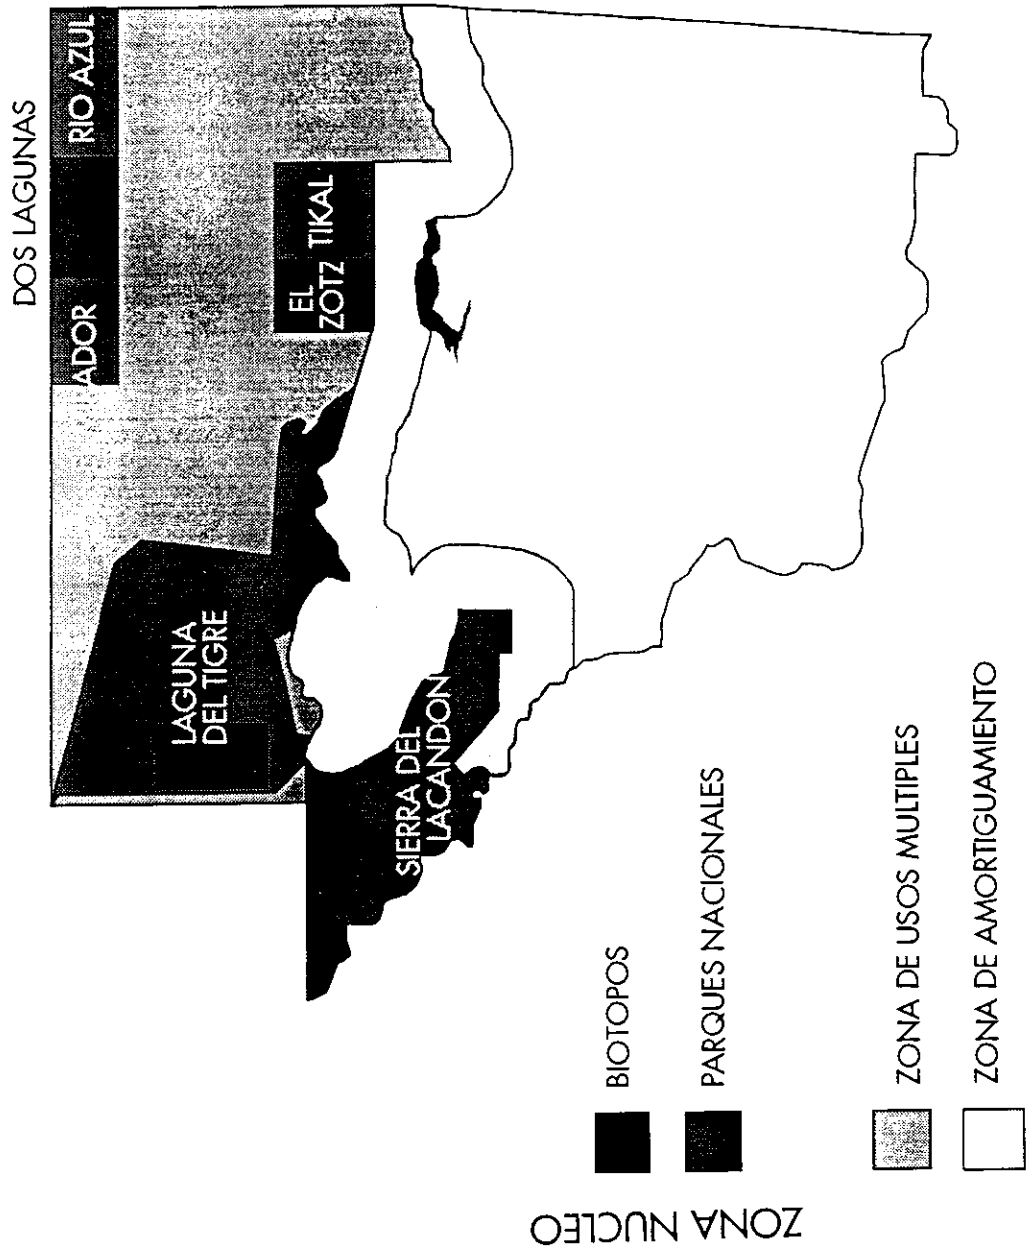 DOS LAGUNAS
ADOR
RIO AZUL
EL
ZOTZ
TIKAL
LAGUNA
DEL TIGRE
SIERRA DEL
LACANDON
ZONA NUCLEO
BIOTOPOS
PARQUES NACIONALES
ZONA DE USOS MULTIPLES
ZONA DE AMORTIGUAMIENTO